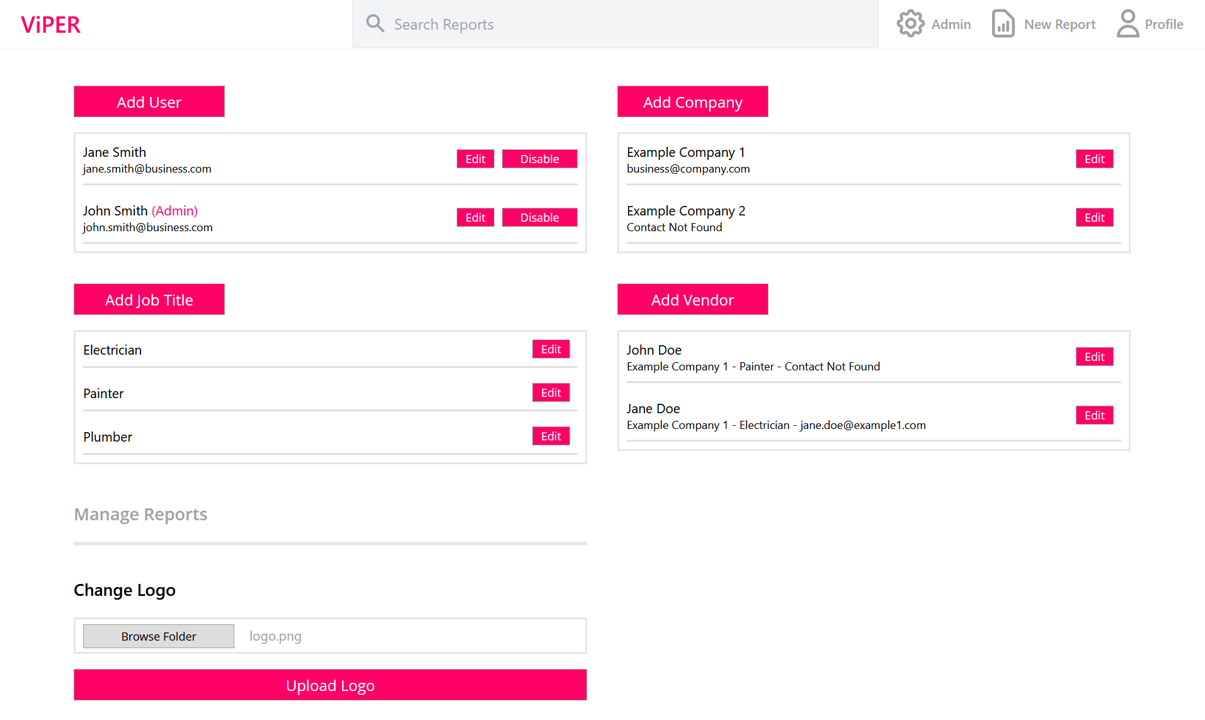 ViPER
Search Reports
Admin
New Report
Profile
Add User
Jane Smith
jane.smith@business.com
Edit
Disable
John Smith (Admin)
john.smith@business.com
Edit
Disable
Add Company
Example Company 1
business@company.com
Edit
Example Company 2
Contact Not Found
Edit
Add Job Title
Electrician
Edit
Painter
Edit
Plumber
Edit
Add Vendor
John Doe
Example Company 1 - Painter - Contact Not Found
Edit
Jane Doe
Example Company 1 - Electrician - jane.doe@example1.com
Edit
Manage Reports
Change Logo
Browse Folder
logo.png
Upload Logo